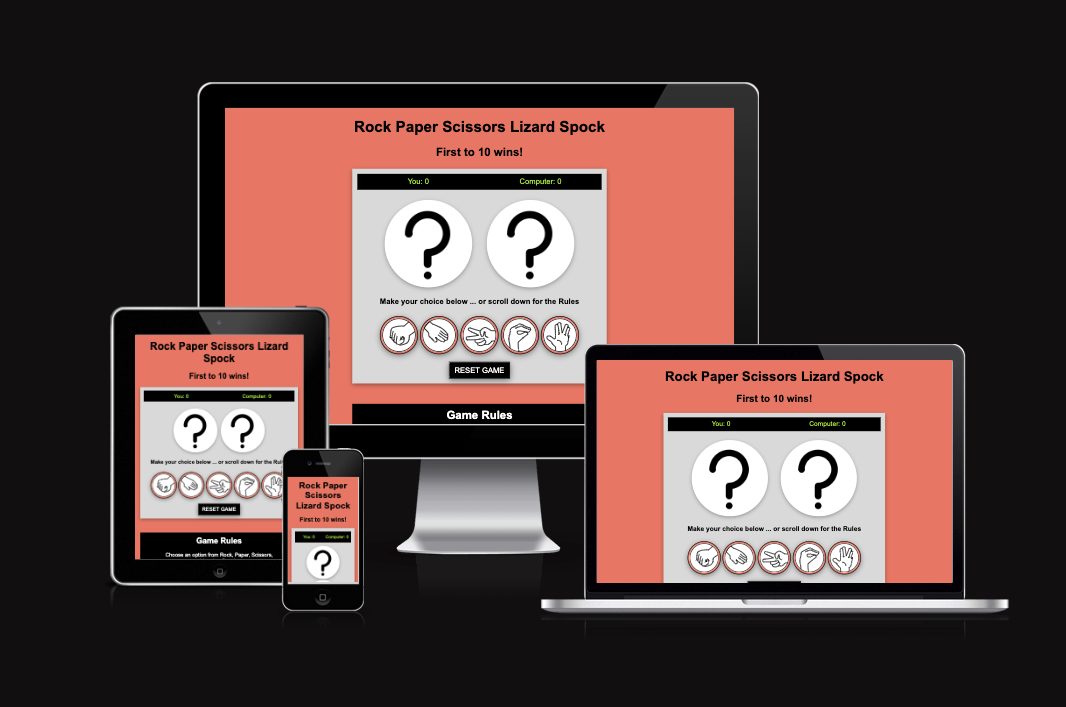 Rock Paper Scissors Lizard Spock
First to 10 wins!
You: 0 Computer: 0
Make your choice below ... or scroll down for the Rules
RESET GAME
Game Rules
Rock Paper Scissors Lizard
Spock
First to 10 wins!
You: 0 Computer: 0
Make your choice below ... or scroll down for the
RESET GAME
Game Rules
Choose an option from Rock, Paper, Scissors,
Rock Paper
Scissors
Lizard Spock
First to 10 wins!
You: 0 Computer: 0
Rock Paper Scissors Lizard Spock
First to 10 wins!
You: 0 Computer: 0
Make your choice below ... or scroll down for the Rules